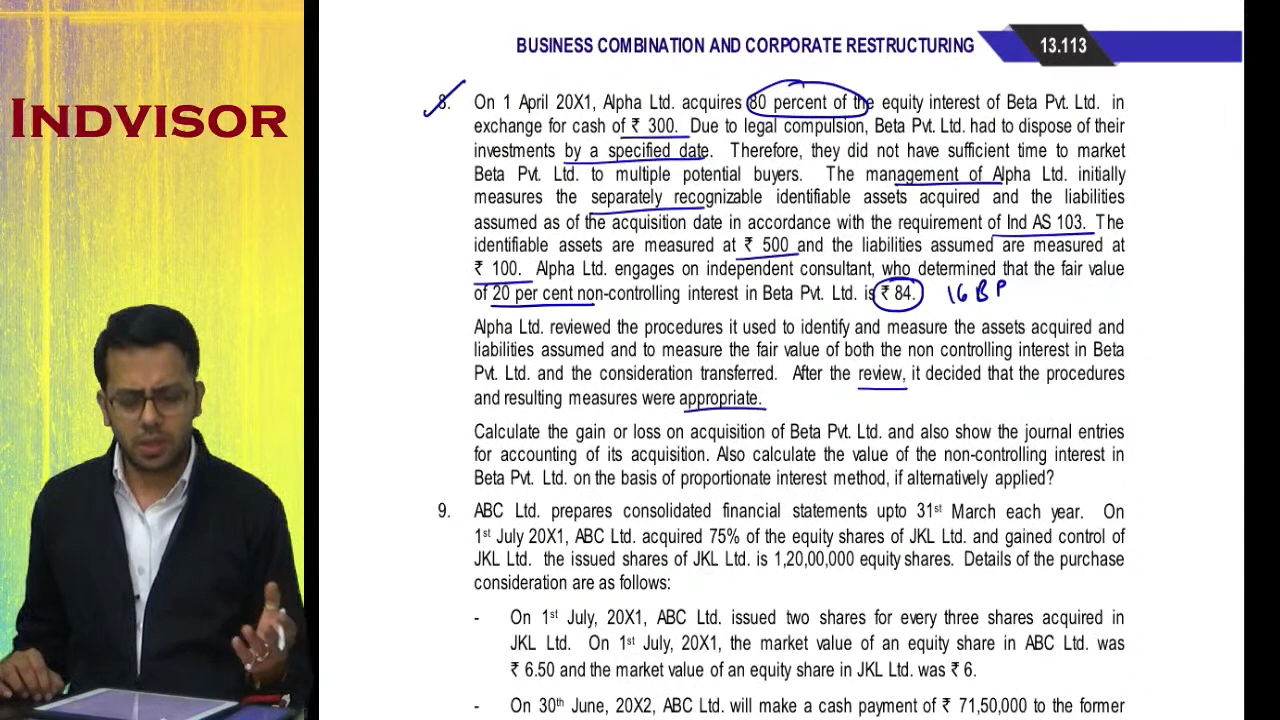 INDVISOR
BUSINESS COMBINATION AND CORPORATE RESTRUCTURING
13.113
8. On 1 April 20X1, Alpha Ltd. acquires 80 percent of the equity interest of Beta Pvt. Ltd. in
exchange for cash of ₹ 300. Due to legal compulsion, Beta Pvt. Ltd. had to dispose of their
investments by a specified date. Therefore, they did not have sufficient time to market
Beta Pvt. Ltd. to multiple potential buyers. The management of Alpha Ltd. initially
measures the separately recognizable identifiable assets acquired and the liabilities
assumed as of the acquisition date in accordance with the requirement of Ind AS 103. The
identifiable assets are measured at ₹ 500 and the liabilities assumed are measured at
₹ 100. Alpha Ltd. engages on independent consultant, who determined that the fair value
of 20 per cent non-controlling interest in Beta Pvt. Ltd. is ₹ 84. 16 BP
Alpha Ltd. reviewed the procedures it used to identify and measure the assets acquired and
liabilities assumed and to measure the fair value of both the non controlling interest in Beta
Pvt. Ltd. and the consideration transferred. After the review, it decided that the procedures
and resulting measures were appropriate.
Calculate the gain or loss on acquisition of Beta Pvt. Ltd. and also show the journal entries
for accounting of its acquisition. Also calculate the value of the non-controlling interest in
Beta Pvt. Ltd. on the basis of proportionate interest method, if alternatively applied?
9. ABC Ltd. prepares consolidated financial statements upto 31st March each year. On
1st July 20X1, ABC Ltd. acquired 75% of the equity shares of JKL Ltd. and gained control of
JKL Ltd. the issued shares of JKL Ltd. is 1,20,00,000 equity shares. Details of the purchase
consideration are as follows:
- On 1st July, 20X1, ABC Ltd. issued two shares for every three shares acquired in
JKL Ltd. On 1st July, 20X1, the market value of an equity share in ABC Ltd. was
₹ 6.50 and the market value of an equity share in JKL Ltd. was ₹ 6.
- On 30th June, 20X2, ABC Ltd. will make a cash payment of ₹ 71,50,000 to the former